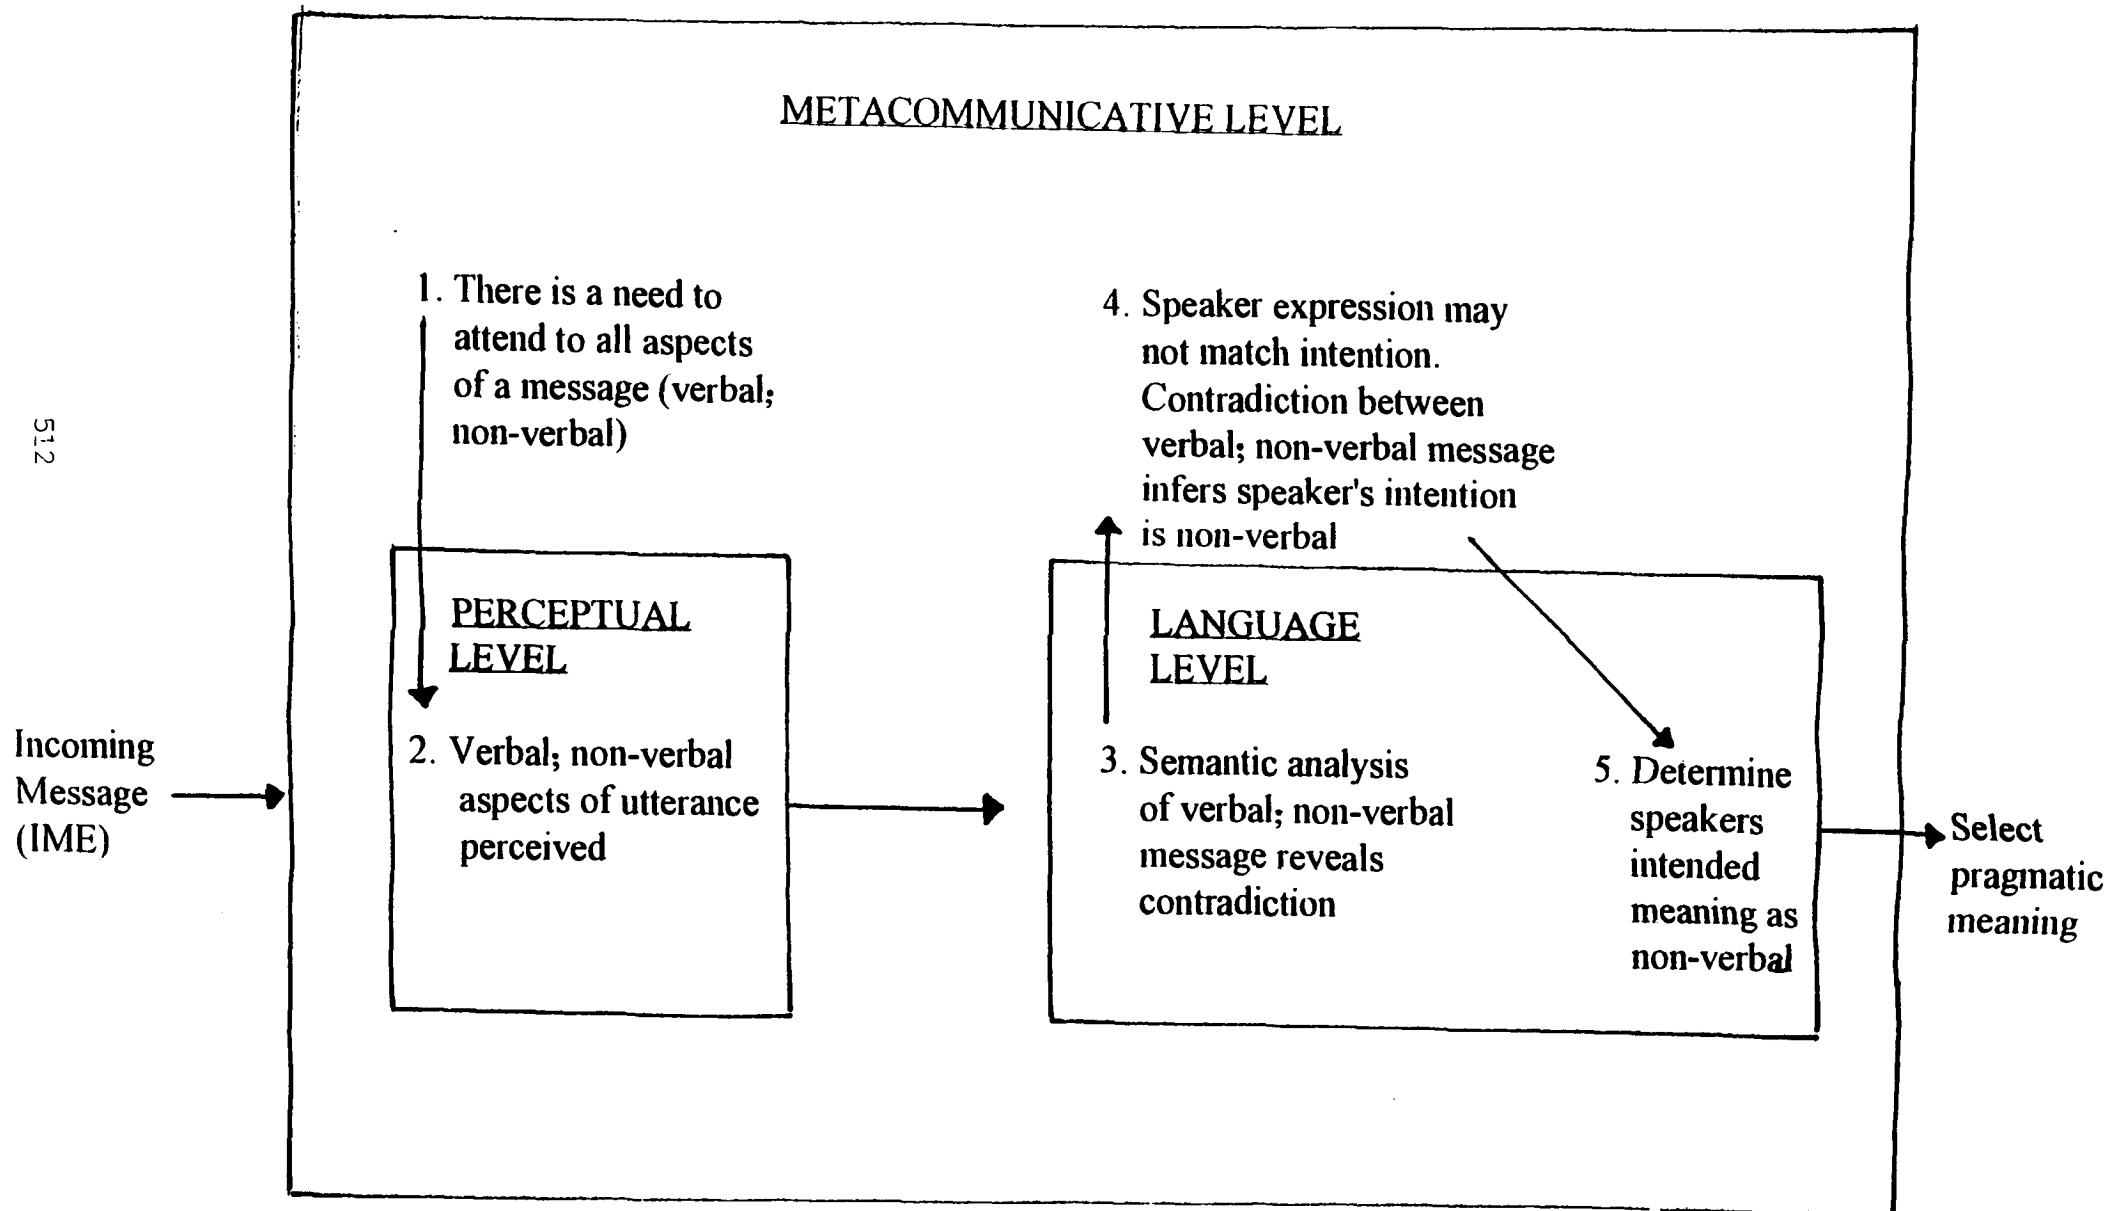 METACOMMUNICATIVE LEVEL
1. There is a need to
attend to all aspects
of a message (verbal;
non-verbal)
4. Speaker expression may
not match intention.
Contradiction between
verbal; non-verbal message
infers speaker's intention
is non-verbal
512
PERCEPTUAL
LEVEL
LANGUAGE
LEVEL
Incoming
Message
(IME)
2. Verbal; non-verbal
aspects of utterance
perceived
3. Semantic analysis
of verbal; non-verbal
message reveals
contradiction
5. Determine
speakers
intended
meaning as
non-verbal
Select
pragmatic
meaning